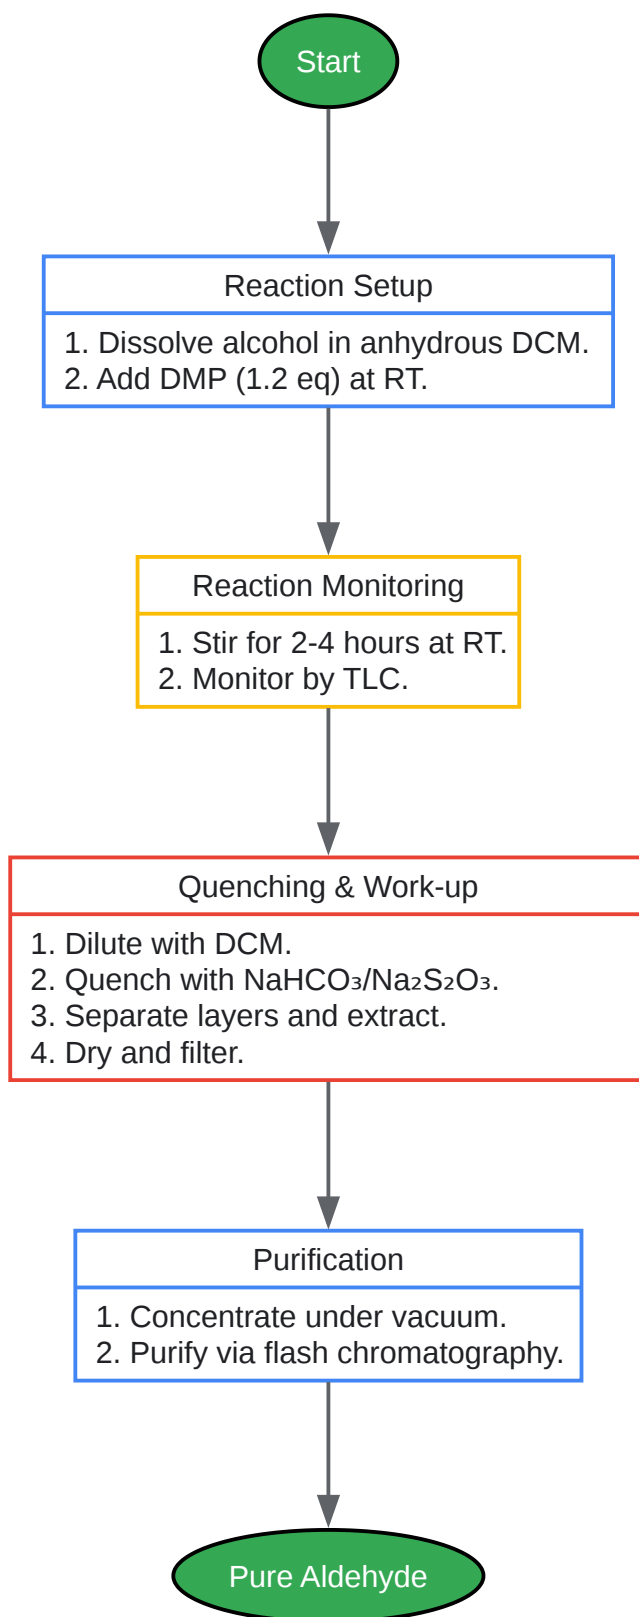 Start
Reaction Setup
1. Dissolve alcohol in anhydrous DCM.
2. Add DMP (1.2 eq) at RT.
Reaction Monitoring
1. Stir for 2-4 hours at RT.
2. Monitor by TLC.
Quenching & Work-up
1. Dilute with DCM.
2. Quench with NaHCO₃/Na₂S₂O₃.
3. Separate layers and extract.
4. Dry and filter.
Purification
1. Concentrate under vacuum.
2. Purify via flash chromatography.
Pure Aldehyde